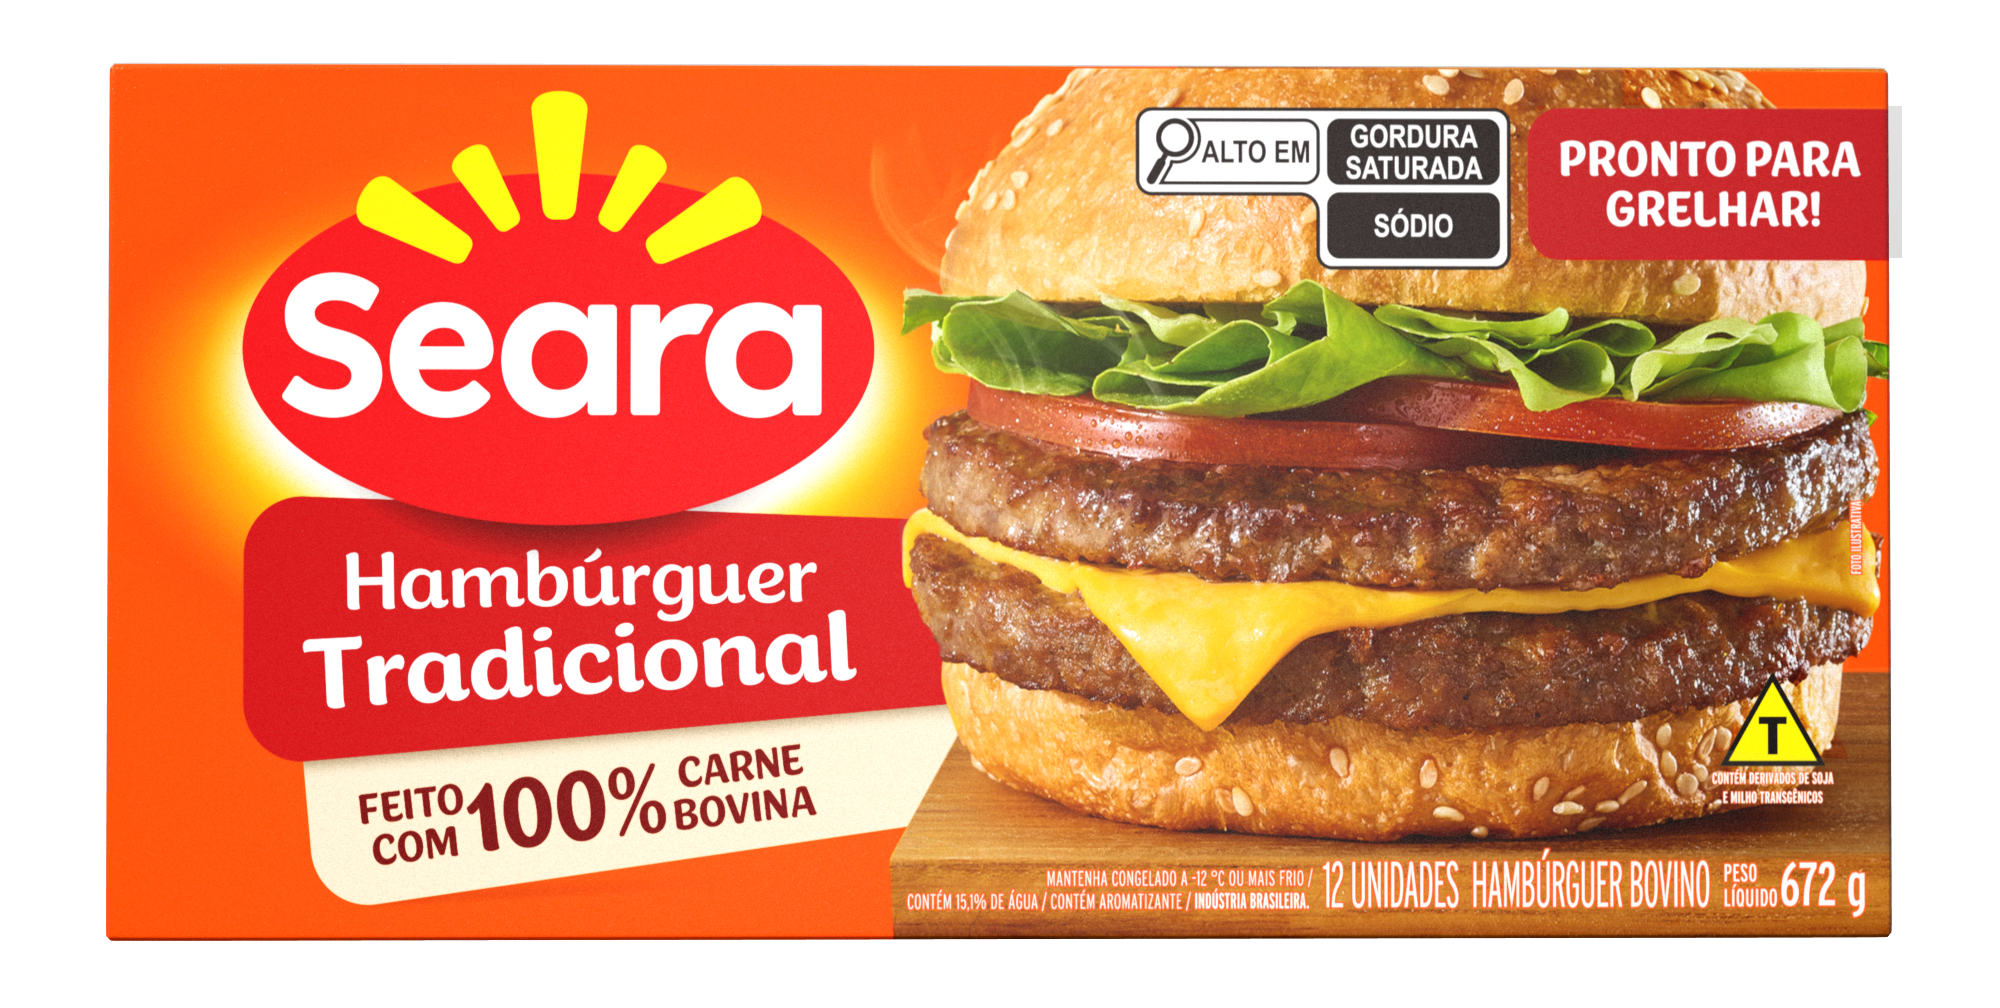 Seara
Hambúrguer
Tradicional
FEITO COM 100% CARNE BOVINA
ALTO EM
GORDURA
SATURADA
SÓDIO
PRONTO PARA
GRELHAR!
FOTO ILUSTRATIVA
T
CONTÉM DERIVADOS DE SOJA
E MILHO TRANSGÊNICOS
MANTENHA CONGELADO A -12 °C OU MAIS FRIO /
CONTÉM 15,1% DE ÁGUA / CONTÉM AROMATIZANTE / INDÚSTRIA BRASILEIRA.
12 UNIDADES HAMBÚRGUER BOVINO PESO LÍQUIDO 672 g